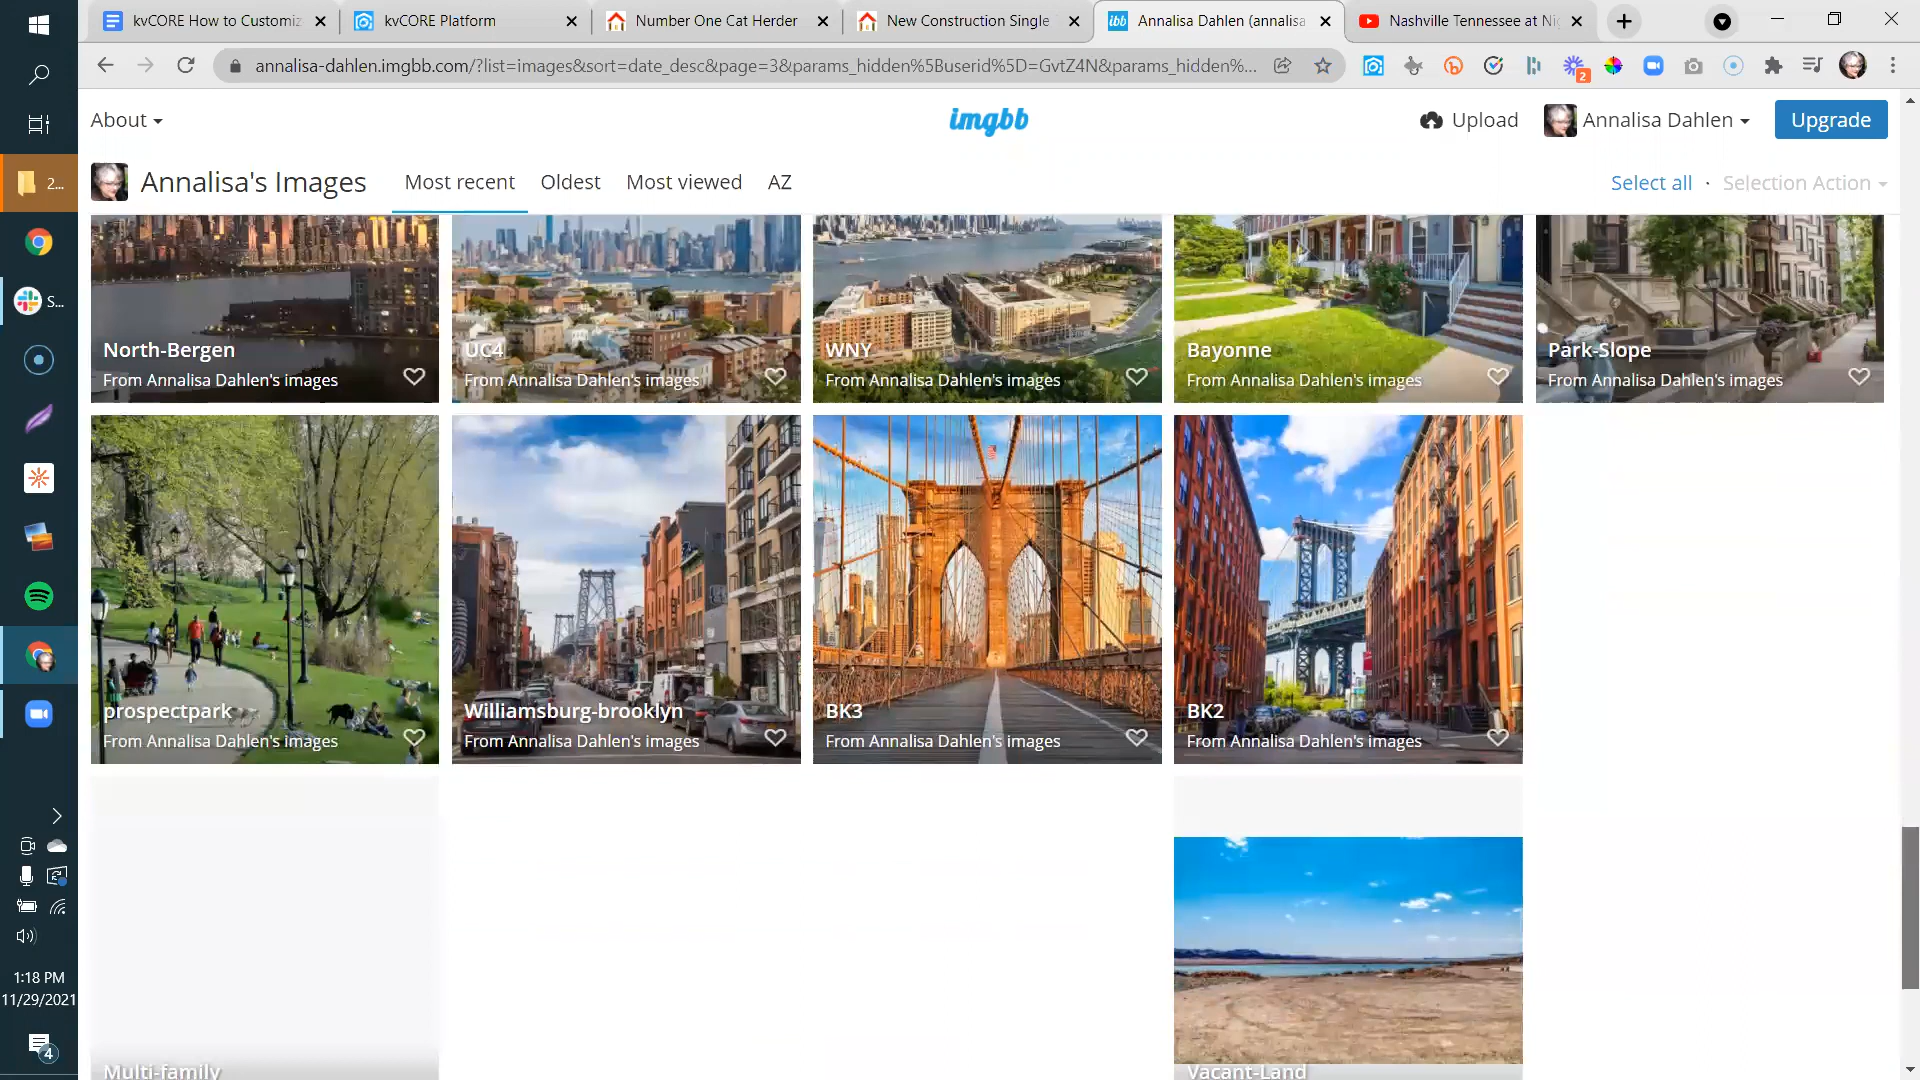 kvCORE How to Customiz
kvCORE Platform
Number One Cat Herder
New Construction Single
Annalisa Dahlen (annalisa
Nashville Tennessee at Ni
annalisa-dahlen.imgbb.com/?list=images&sort=date_desc&page=3&params_hidden%5Buserid%5D=GvtZ4N&params_hidden%...
2
About
imgbb
Upload
Annalisa Dahlen
Upgrade
Annalisa's Images
Most recent
Oldest
Most viewed
AZ
Select all
·
Selection Action
2...
S...
North-Bergen
From Annalisa Dahlen's images
UC4
From Annalisa Dahlen's images
WNY
From Annalisa Dahlen's images
Bayonne
From Annalisa Dahlen's images
Park-Slope
From Annalisa Dahlen's images
prospectpark
From Annalisa Dahlen's images
Williamsburg-brooklyn
From Annalisa Dahlen's images
BK3
From Annalisa Dahlen's images
BK2
From Annalisa Dahlen's images
Multi-family
Vacant-Land
1:18 PM
11/29/2021
4